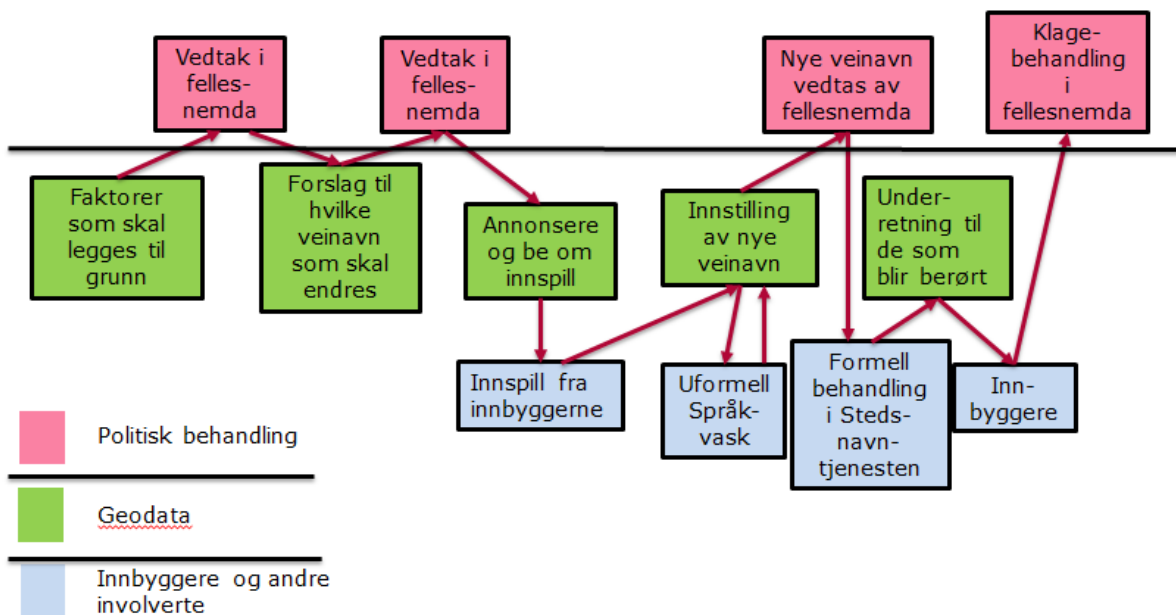 Vedtak i
felles-
nemda
Vedtak i
felles-
nemda
Nye veinavn
vedtas av
fellesnemda
Klage-
behandling
i
fellesnemda
Faktorer
som skal
legges til
grunn
Forslag til
hvilke
veinavn
som skal
endres
Annonsere
og be om
innspill
Innstilling
av nye
veinavn
Under-
retning til
de som
blir berørt
Innspill fra
innbyggerne
Uformell
Språk-
vask
Formell
behandling
i Steds-
navn-
tjenesten
Inn-
byggere
Politisk behandling
Geodata
Innbyggere og andre
involverte